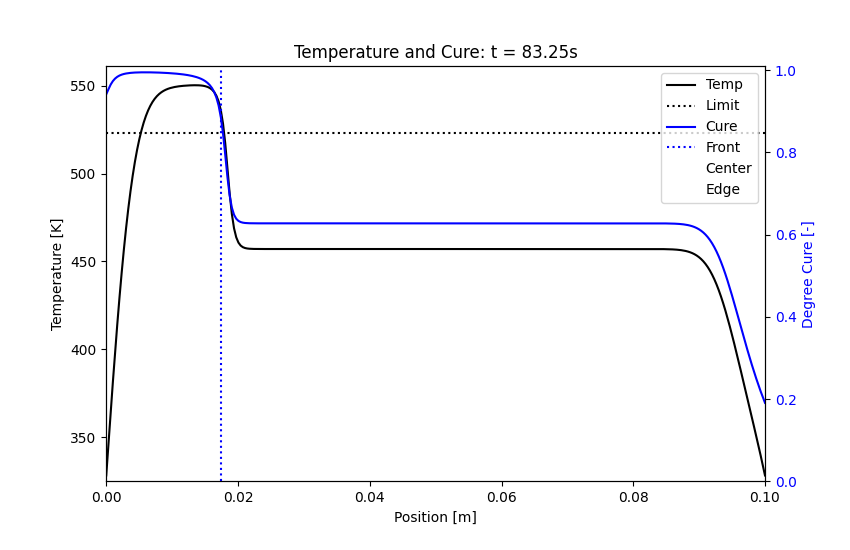 Temperature and Cure: t = 83.25s
550
500
450
400
350
Temperature [K]
1.0
0.8
0.6
0.4
0.2
0.0
Degree Cure [-]
Temp
Limit
Cure
Front
Center
Edge
0.00
0.02
0.04
0.06
0.08
0.10
Position [m]